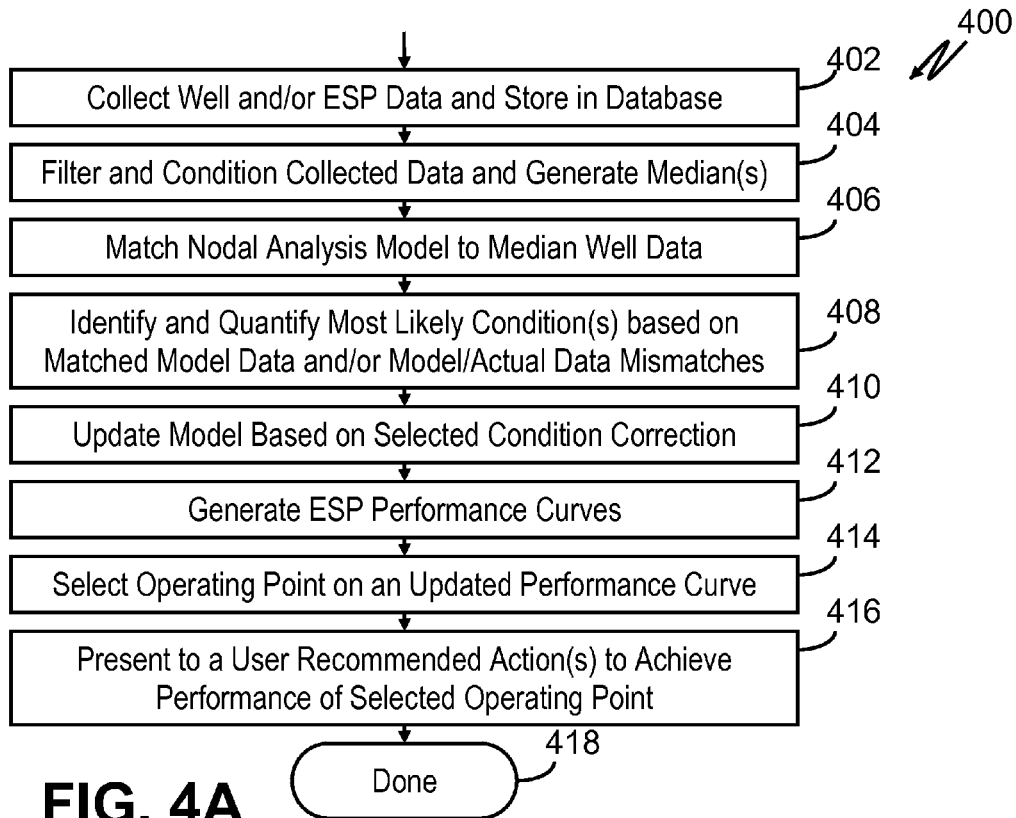 400
402
Collect Well and/or ESP Data and Store in Database
404
Filter and Condition Collected Data and Generate Median(s)
406
Match Nodal Analysis Model to Median Well Data
408
Identify and Quantify Most Likely Condition(s) based on
Matched Model Data and/or Model/Actual Data Mismatches
410
Update Model Based on Selected Condition Correction
412
Generate ESP Performance Curves
414
Select Operating Point on an Updated Performance Curve
416
Present to a User Recommended Action(s) to Achieve
Performance of Selected Operating Point
418
Done
FIG. 4A